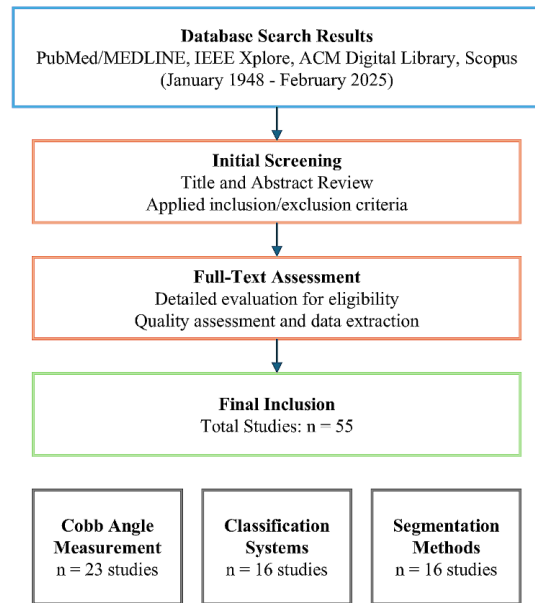 Database Search Results
PubMed/MEDLINE, IEEE Xplore, ACM Digital Library, Scopus
(January 1948 - February 2025)
Initial Screening
Title and Abstract Review
Applied inclusion/exclusion criteria
Full-Text Assessment
Detailed evaluation for eligibility
Quality assessment and data extraction
Final Inclusion
Total Studies: n = 55
Cobb Angle
Measurement
n = 23 studies
Classification
Systems
n = 16 studies
Segmentation
Methods
n = 16 studies